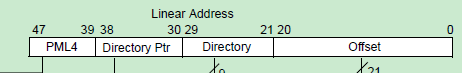 Linear Address
47 39 38 30 29 21 20 0
PML4 Directory Ptr Directory Offset
9 21